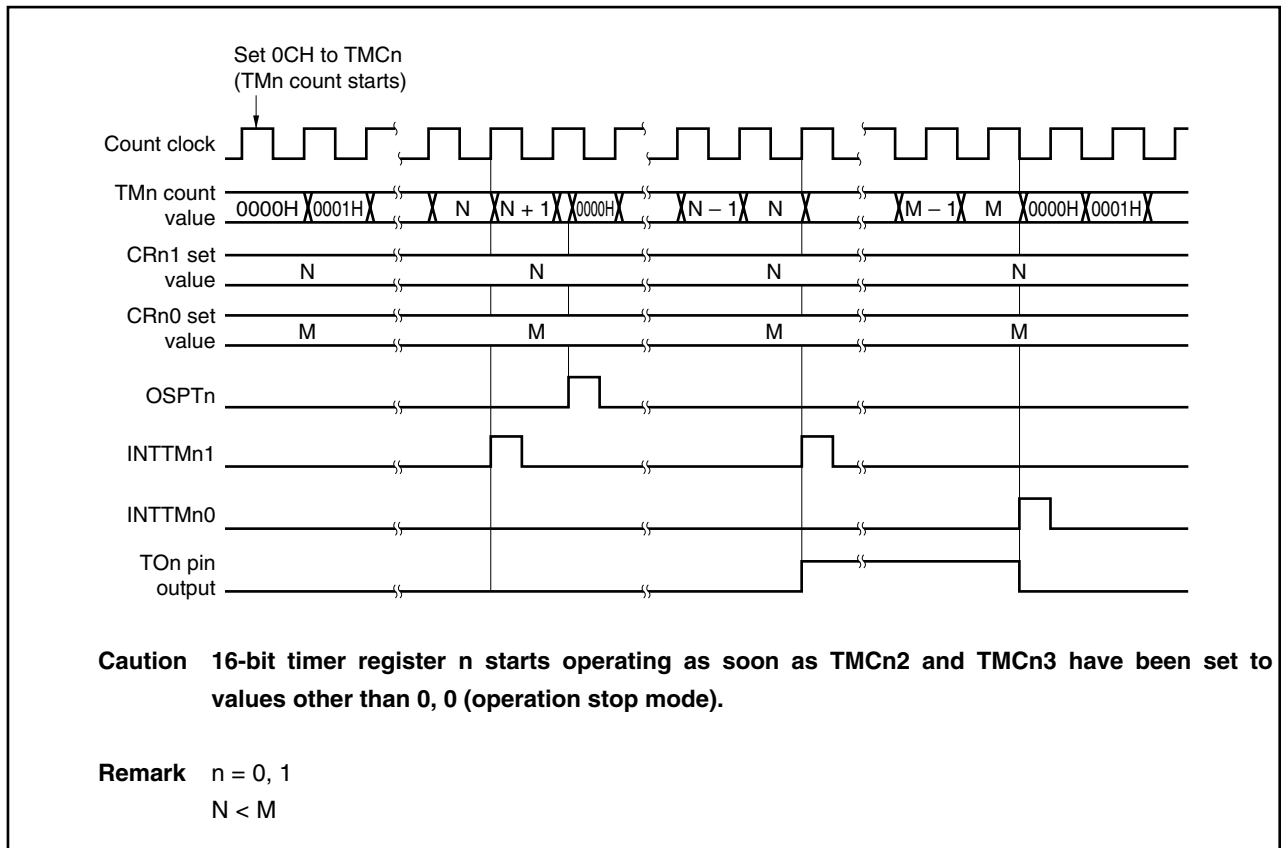 Set 0CH to TMCn
(TMn count starts)
Count clock
TMn count
value
0000H 0001H N N + 1 0000H N − 1 N M − 1 M 0000H 0001H
CRn1 set
value
N N N N
CRn0 set
value
M M M M
OSPTn
INTTMn1
INTTMn0
TOn pin
output
Caution 16-bit timer register n starts operating as soon as TMCn2 and TMCn3 have been set to
values other than 0, 0 (operation stop mode).
Remark n = 0, 1
N < M